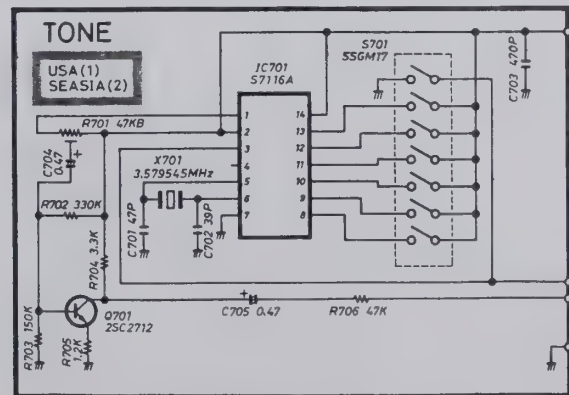 TONE
USA(1)
SEASIA(2)
R701 47KB
C704
0.47
+
R702 330K
R704 3.3K
R703 150K
R705
1.2K
Q701
2SC2712
X701
3.579545MHz
C701 47P
C702 39P
IC701
S7116A
1
2
3
4
5
6
7
14
13
12
11
10
9
8
S701
SSGM17
C703 470P
+
C705 0.47
R706 47K